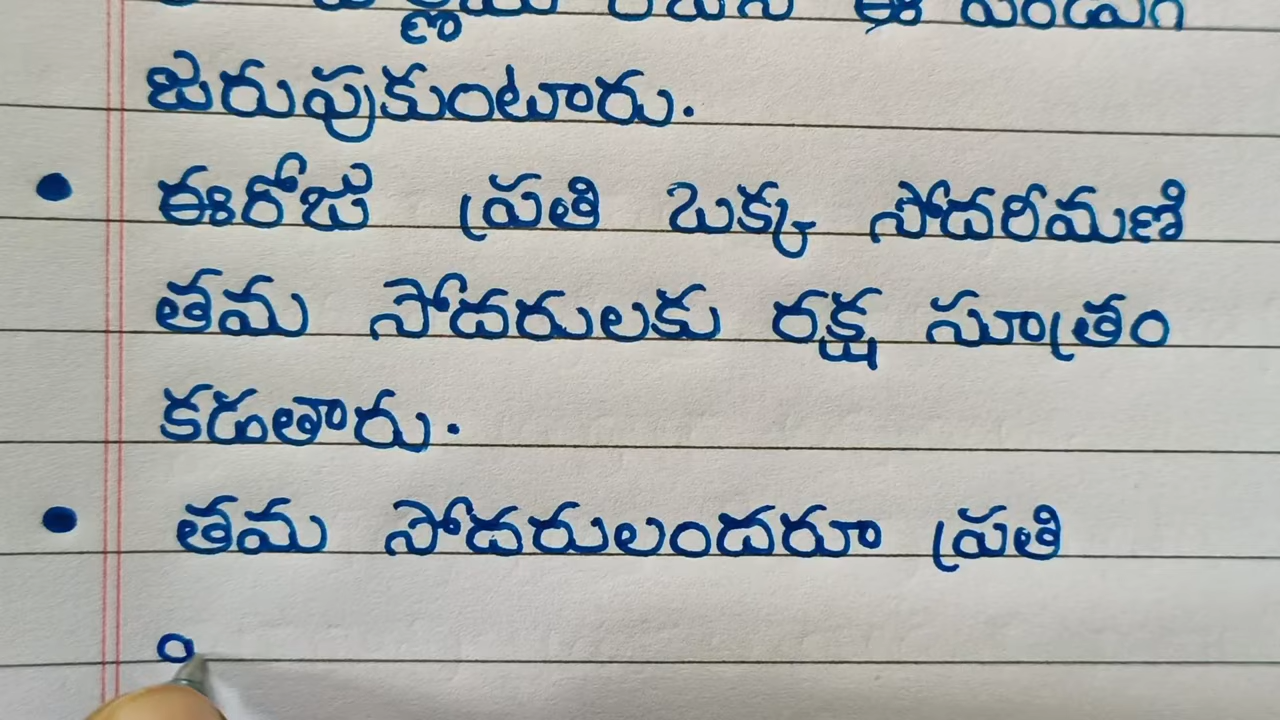 ఈ
జరుపుకుంటారు.
• ఈరోజు ప్రతి ఒక్క సోదరీమణి
తమ సోదరులకు రక్ష సూత్రం
కడతారు.
• తమ సోదరులందరూ ప్రతి